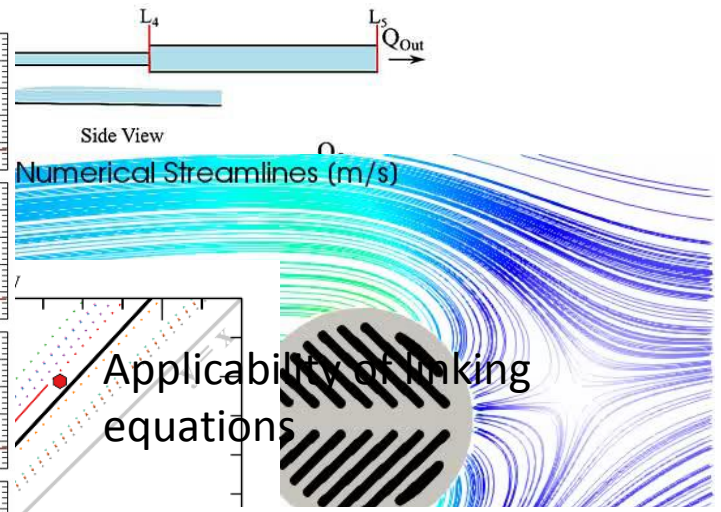 L4 L5
QOut
Side View
Numerical Streamlines (m/s)
Applicability of linking
equations